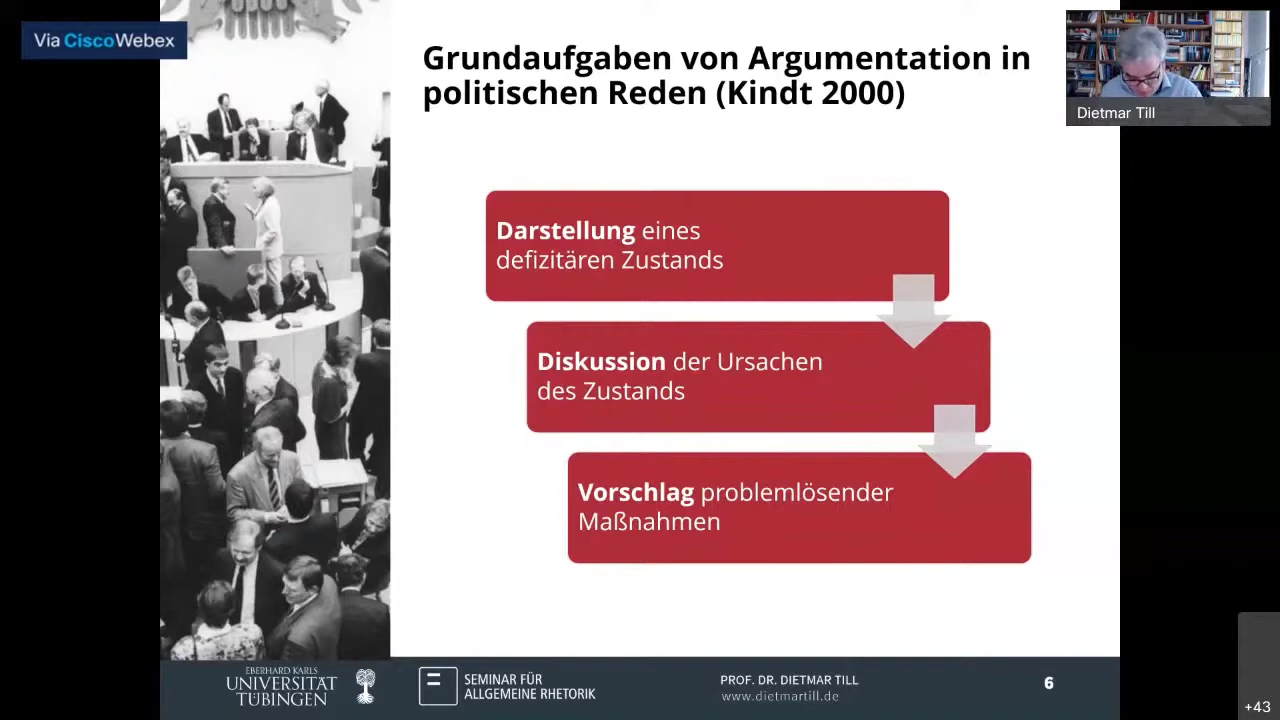 Via CiscoWebex
Grundaufgaben von Argumentation in
politischen Reden (Kindt 2000)
Dietmar Till
Darstellung eines
defizitären Zustands
Diskussion der Ursachen
des Zustands
Vorschlag problemlösender
Maßnahmen
EBERHARD KARLS
UNIVERSITÄT
TÜBINGEN
SEMINAR FÜR
ALLGEMEINE RHETORIK
PROF. DR. DIETMAR TILL
www.dietmartill.de
6
+43